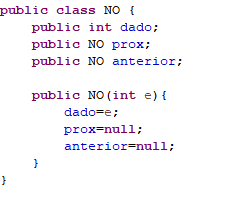 public class NO {
    public int dado;
    public NO prox;
    public NO anterior;

    public NO(int e){
        dado=e;
        prox=null;
        anterior=null;
    }
}